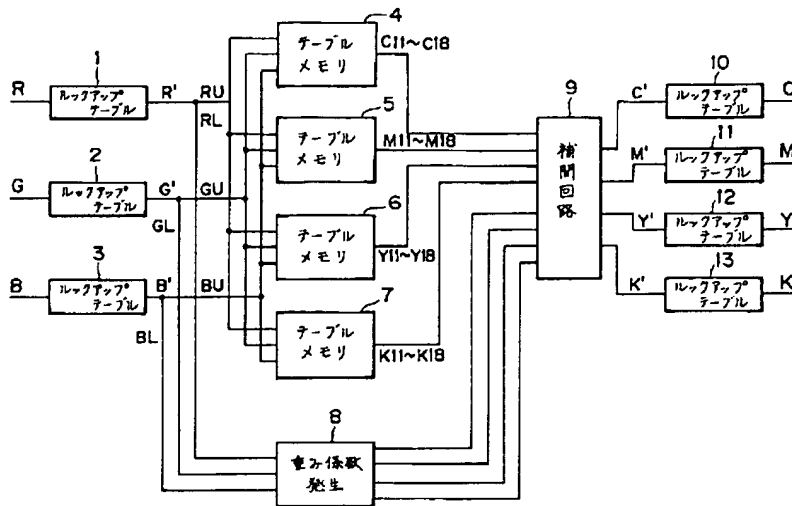 4
テーブル
メモリ
C11~C18
1
R
ルックアップ
テーブル
R'
RU
RL
5
テーブル
メモリ
M11~M18
2
G
ルックアップ
テーブル
G'
GU
GL
6
テーブル
メモリ
Y11~Y18
3
B
ルックアップ
テーブル
B'
BU
BL
7
テーブル
メモリ
K11~K18
8
重み係数
発生
9
補間回路
10
C'
ルックアップ
テーブル
C
11
M'
ルックアップ
テーブル
M
12
Y'
ルックアップ
テーブル
Y
13
K'
ルックアップ
テーブル
K